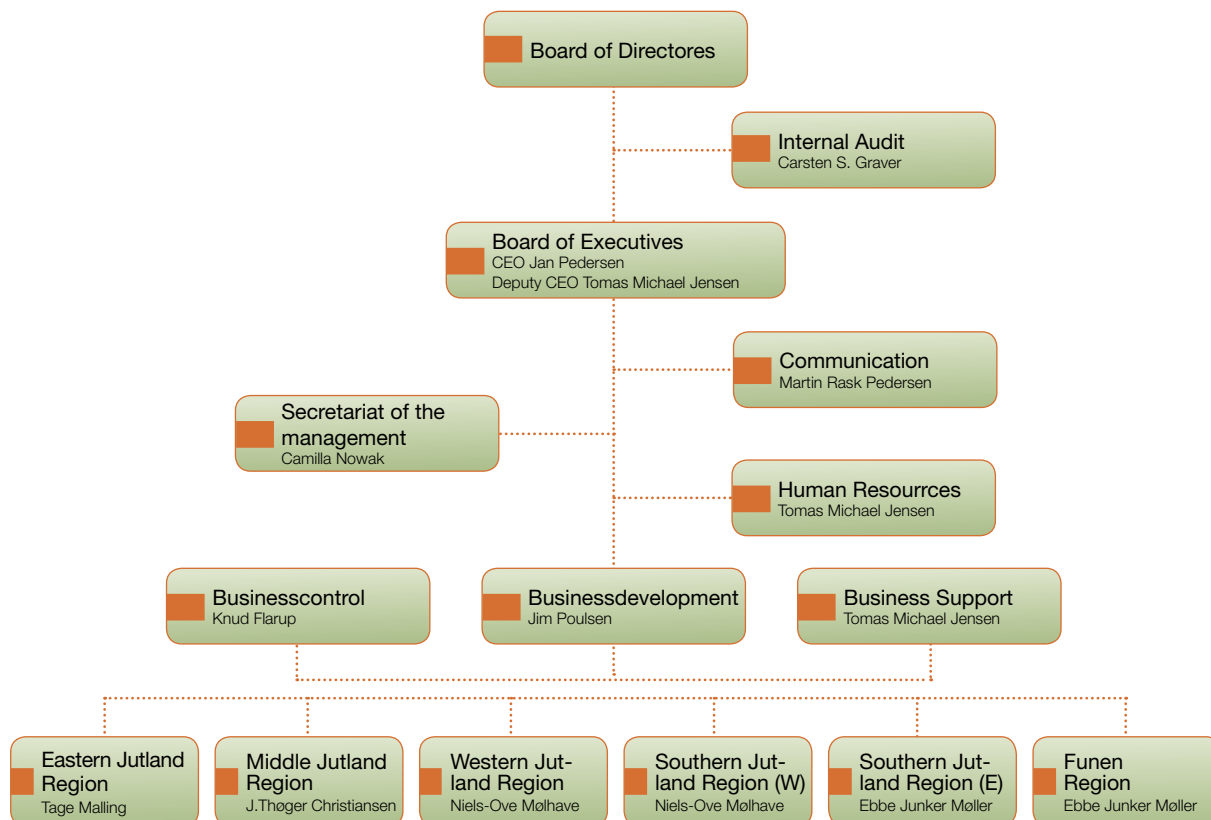 Board of Directores
Internal Audit
Carsten S. Graver
Board of Executives
CEO Jan Pedersen
Deputy CEO Tomas Michael Jensen
Communication
Martin Rask Pedersen
Secretariat of the
management
Camilla Nowak
Human Resourrces
Tomas Michael Jensen
Businesscontrol
Knud Flarup
Businessdevelopment
Jim Poulsen
Business Support
Tomas Michael Jensen
Eastern Jutland
Region
Tage Malling
Middle Jutland
Region
J.Thøger Christiansen
Western Jut-
land Region
Niels-Ove Mølhave
Southern Jut-
land Region (W)
Niels-Ove Mølhave
Southern Jut-
land Region (E)
Ebbe Junker Møller
Funen
Region
Ebbe Junker Møller